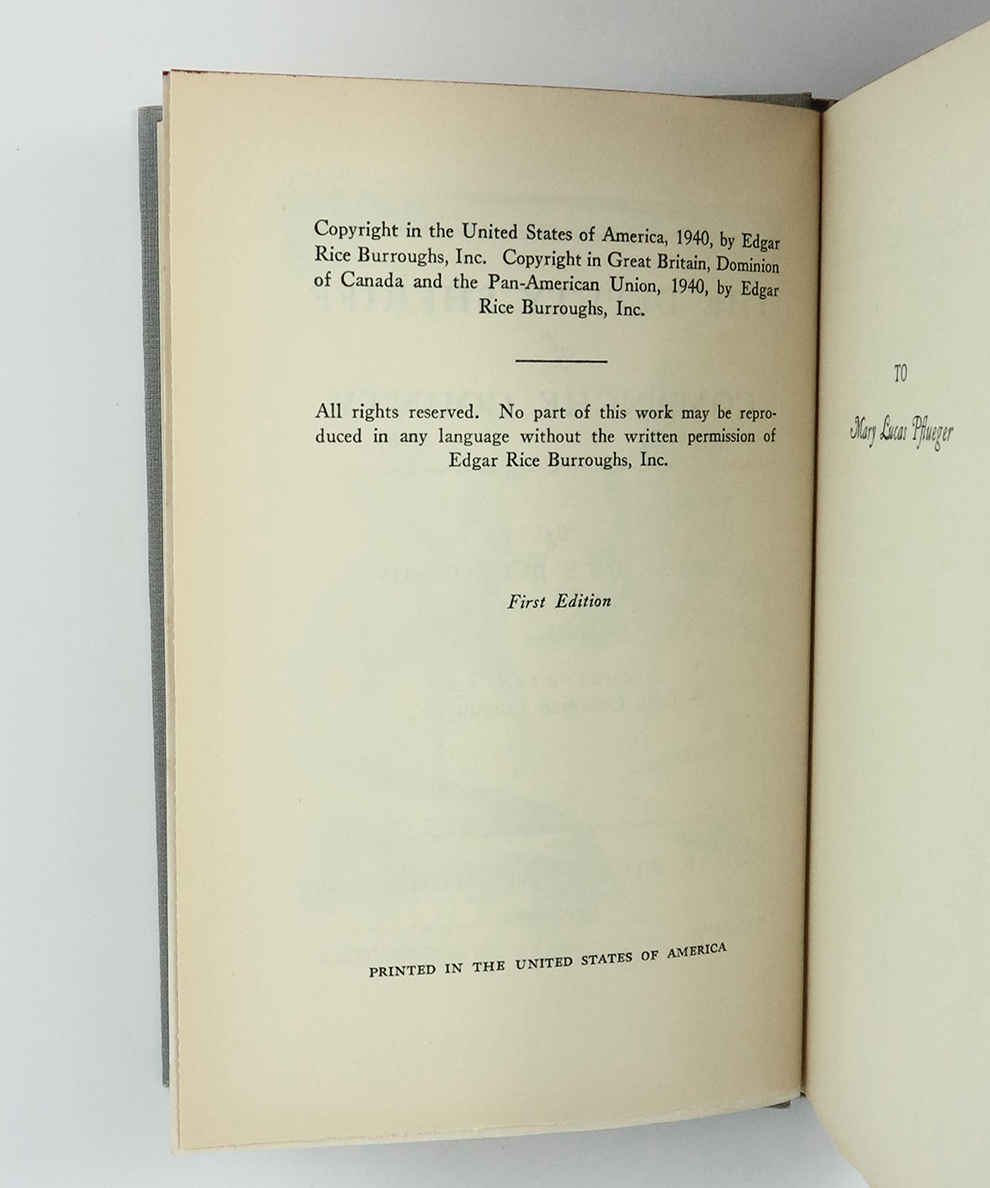 Copyright in the United States of America, 1940, by Edgar
Rice Burroughs, Inc. Copyright in Great Britain, Dominion
of Canada and the Pan-American Union, 1940, by Edgar
Rice Burroughs, Inc.
All rights reserved. No part of this work may be repro-
duced in any language without the written permission of
Edgar Rice Burroughs, Inc.
First Edition
PRINTED IN THE UNITED STATES OF AMERICA
TO
Mary Lucas Pflueger